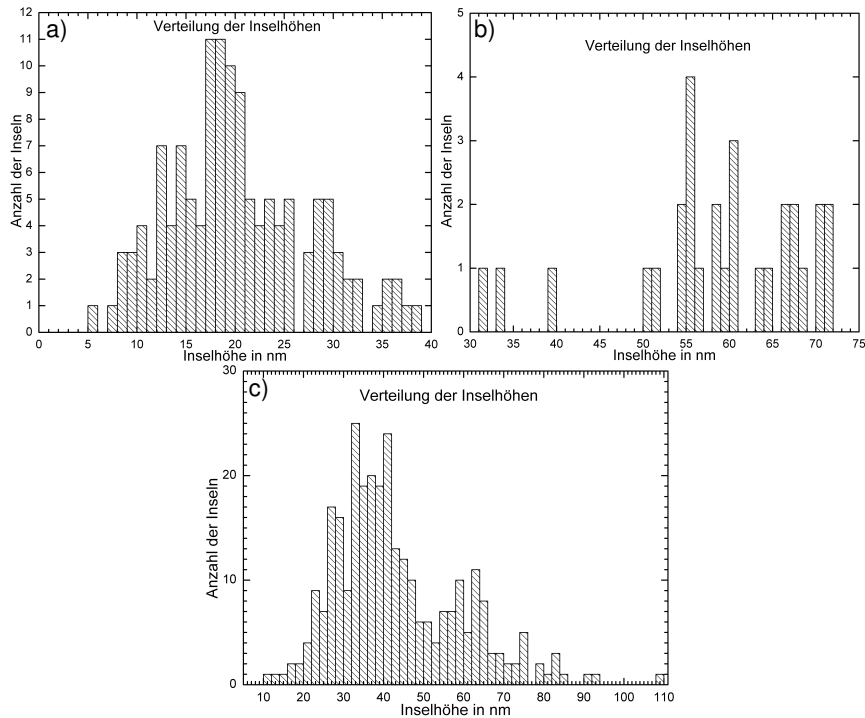 a)
Verteilung der Inselhöhen
Anzahl der Inseln
12
11
10
9
8
7
6
5
4
3
2
1
0
0 5 10 15 20 25 30 35 40
Inselhöhe in nm
b)
Verteilung der Inselhöhen
Anzahl der Inseln
5
4
3
2
1
0
30 35 40 45 50 55 60 65 70 75
Inselhöhe in nm
c)
Verteilung der Inselhöhen
Anzahl der Inseln
30
20
10
0
10 20 30 40 50 60 70 80 90 100 110
Inselhöhe in nm